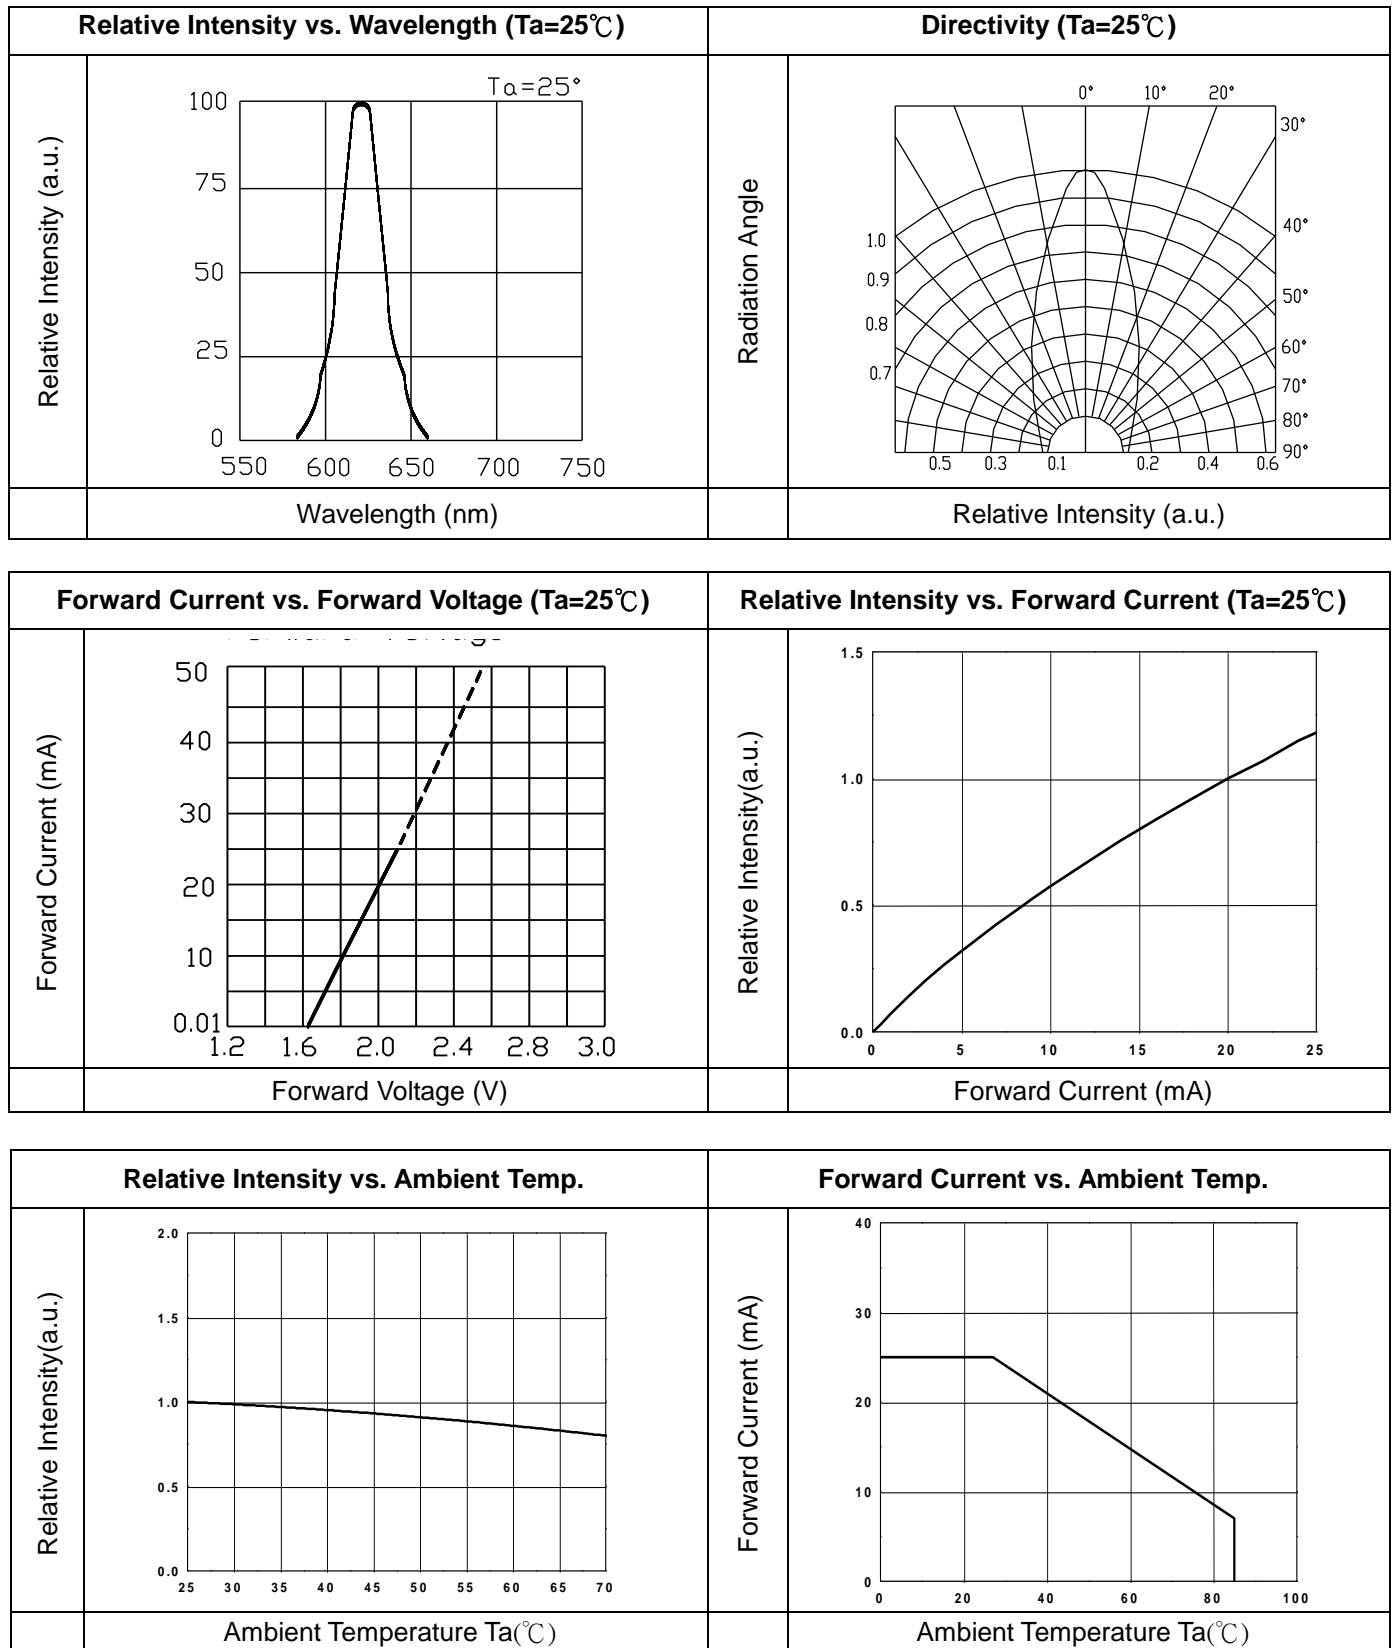 Relative Intensity vs. Wavelength (Ta=25℃)
Directivity (Ta=25℃)
Relative Intensity (a.u.)
Ta=25°
100
75
50
25
0
550 600 650 700 750
Wavelength (nm)
Radiation Angle
0° 10° 20°
30°
40°
50°
60°
70°
80°
90°
1.0
0.9
0.8
0.7
0.5 0.3 0.1 0.2 0.4 0.6
Relative Intensity (a.u.)
Forward Current vs. Forward Voltage (Ta=25℃)
Relative Intensity vs. Forward Current (Ta=25℃)
Forward Current (mA)
50
40
30
20
10
0.01
1.2 1.6 2.0 2.4 2.8 3.0
Forward Voltage (V)
Relative Intensity(a.u.)
1.5
1.0
0.5
0.0
0 5 10 15 20 25
Forward Current (mA)
Relative Intensity vs. Ambient Temp.
Forward Current vs. Ambient Temp.
Relative Intensity(a.u.)
2.0
1.5
1.0
0.5
0.0
25 30 35 40 45 50 55 60 65 70
Ambient Temperature Ta(℃)
Forward Current (mA)
40
30
20
10
0
0 20 40 60 80 100
Ambient Temperature Ta(℃)